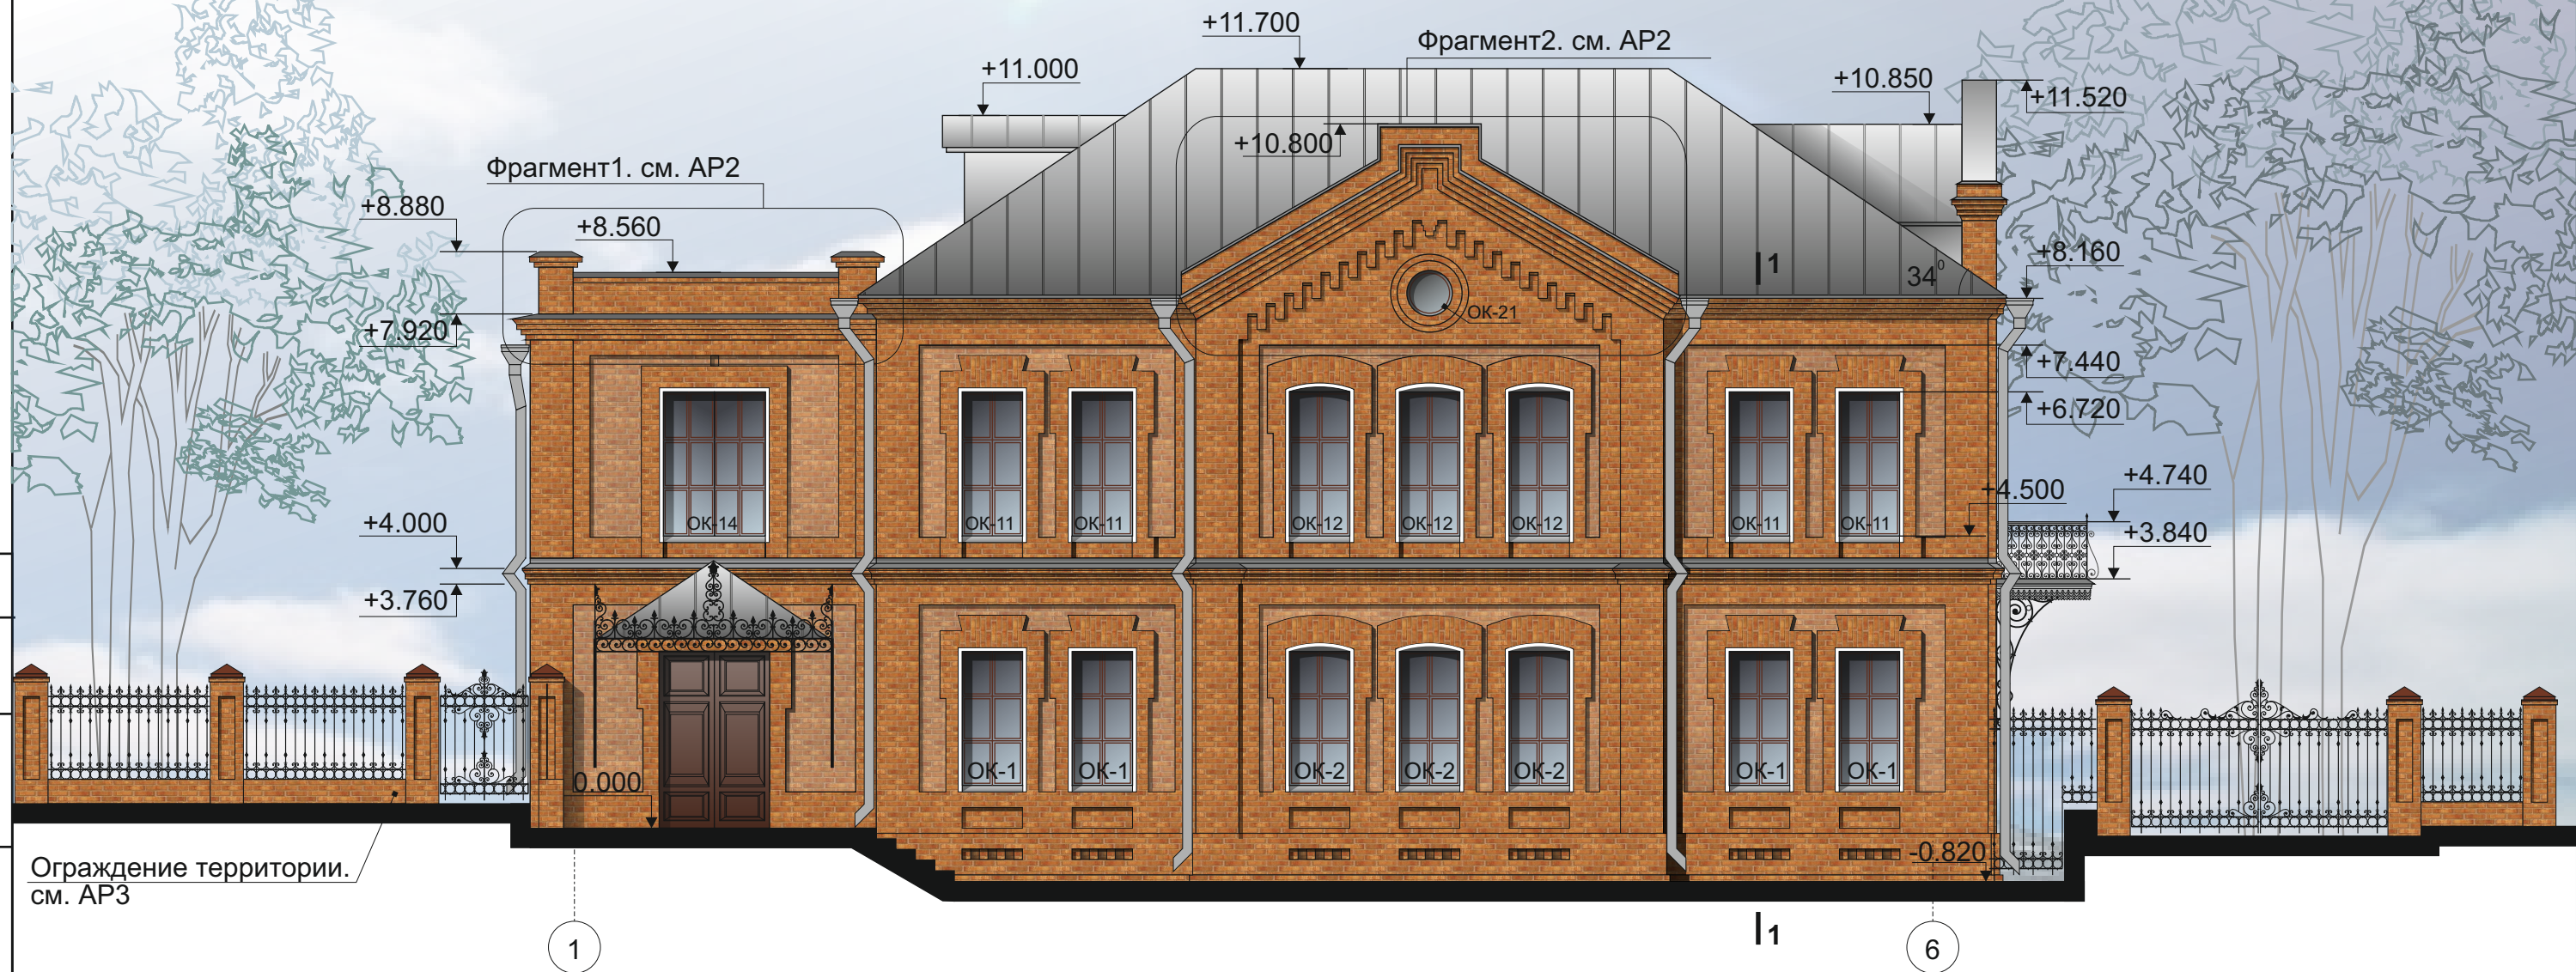 +11.700
Фрагмент2. см. АР2
+11.000
+10.850
+11.520
+10.800
Фрагмент1. см. АР2
+8.880
+8.560
+8.160
1
34⁰
ОК-21
+7.920
+7.440
+6.720
+4.500
+4.740
+4.000
ОК-14
ОК-11
ОК-11
ОК-12
ОК-12
ОК-12
ОК-11
ОК-11
+3.840
+3.760
0.000
ОК-1
ОК-1
ОК-2
ОК-2
ОК-2
ОК-1
ОК-1
-0.820
Ограждение территории.
см. АР3
1
1
6